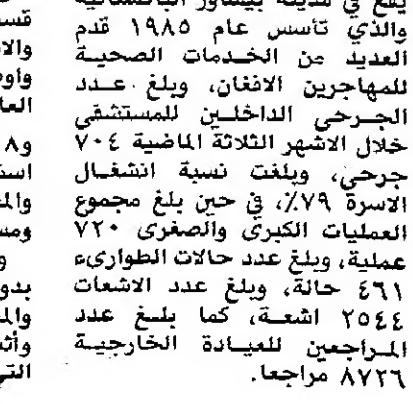 يقع في مدينة بيشاور الباكستانية
والذي تأسس عام ١٩٨٥ قدم
العديد من الخدمات الصحية
للمهاجرين الافغان، وبلغ عدد
الجرحى الداخلين للمستشفى
خلال الاشهر الثلاثة الماضية ٧٠٤
جرحى، وبلغت نسبة انشغال
الاسرة ٧٩٪، في حين بلغ مجموع
العمليات الكبرى والصغرى ٧٢٠
عملية، وبلغ عدد حالات الطوارىء
٤٦١ حالة، وبلغ عدد الاشعات
٢٥٤٤ اشعة، كما بلغ عدد
المراجعين للعيادة الخارجية
٨٧٢٦ مراجعا.